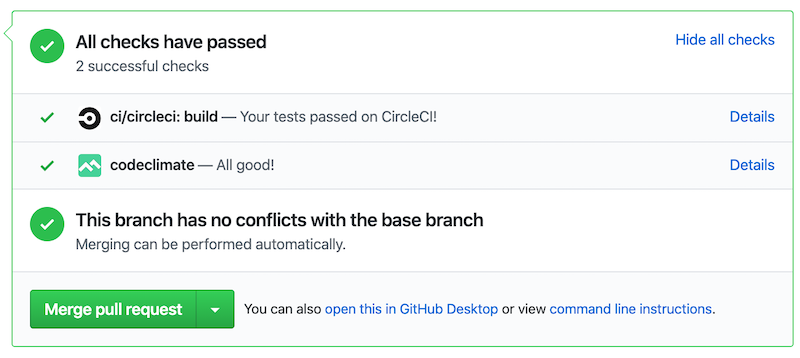 All checks have passed
Hide all checks
2 successful checks
ci/circleci: build — Your tests passed on CircleCI!
Details
codeclimate — All good!
Details
This branch has no conflicts with the base branch
Merging can be performed automatically.
Merge pull request
You can also open this in GitHub Desktop or view command line instructions.